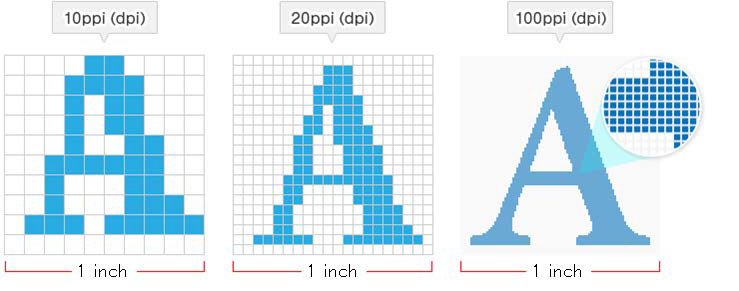 10ppi (dpi)
20ppi (dpi)
100ppi (dpi)
A
A
A
1 inch
1 inch
1 inch